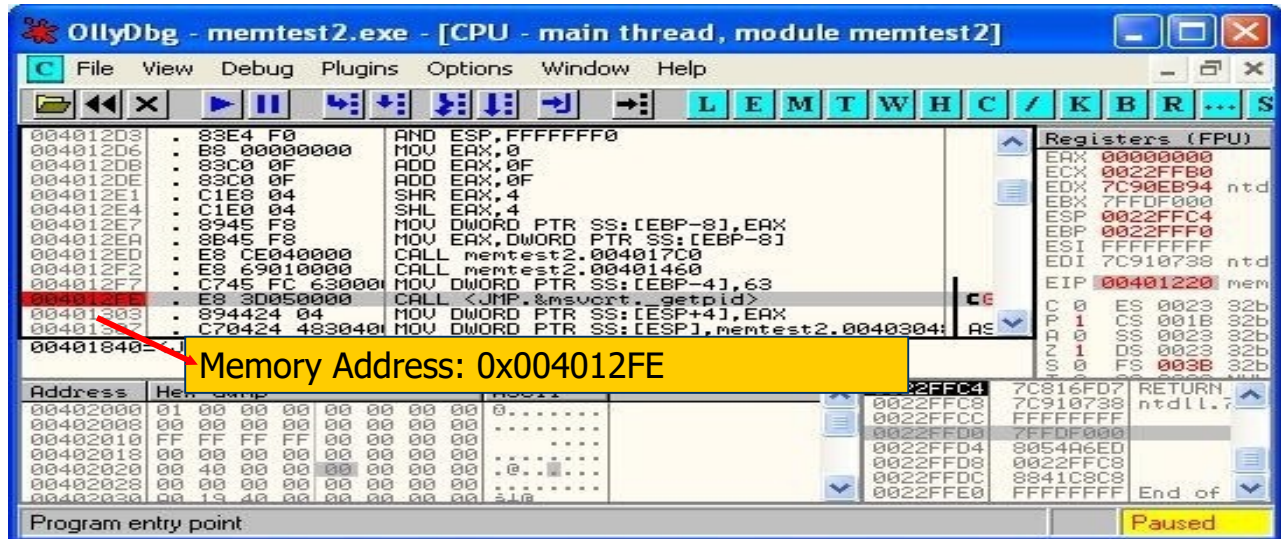 OllyDbg - memtest2.exe - [CPU - main thread, module memtest2]
C File View Debug Plugins Options Window Help
L E M T W H C / K B R ... S
004012D3 . 83E4 F0 AND ESP,FFFFFFF0
004012D6 . B8 00000000 MOV EAX,0
004012DB . 83C0 0F ADD EAX,0F
004012DE . 83C0 0F ADD EAX,0F
004012E1 . C1E8 04 SHR EAX,4
004012E4 . C1E0 04 SHL EAX,4
004012E7 . 8945 F8 MOV DWORD PTR SS:[EBP-8],EAX
004012EA . 8B45 F8 MOV EAX,DWORD PTR SS:[EBP-8]
004012ED . E8 CE040000 CALL memtest2.004017C0
004012F2 . E8 69010000 CALL memtest2.00401460
004012F7 . C745 FC 63000 MOV DWORD PTR SS:[EBP-4],63
004012FE . E8 3D050000 CALL <JMP.&msvcrt._getpid>
00401303 . 894424 04 MOV DWORD PTR SS:[ESP+4],EAX
00401307 . C70424 483040 MOV DWORD PTR SS:[ESP],memtest2.0040304
00401840=
Memory Address: 0x004012FE
Registers (FPU)
EAX 00000000
ECX 0022FFB0
EDX 7C90EB94 ntd
EBX 7FFDF000
ESP 0022FFC4
EBP 0022FFF0
ESI FFFFFFFF
EDI 7C910738 ntd
EIP 00401220 mem
C 0 ES 0023 32b
P 1 CS 001B 32b
A 0 SS 0023 32b
Z 1 DS 0023 32b
S 0 FS 003B 32b
Address Hex dump ASCII
00402000 01 00 00 00 00 00 00 00 ☺.......
00402008 00 00 00 00 00 00 00 00 ........
00402010 FF FF FF FF 00 00 00 00 ....
00402018 00 00 00 00 00 00 00 00 ........
00402020 00 40 00 00 00 00 00 00 .@......
00402028 00 00 00 00 00 00 00 00 ........
00402030 00 00 00 00
0022FFC4 7C816FD7 RETURN
0022FFC8 7C910738 ntdll.7
0022FFCC FFFFFFFF
0022FFD0 7FFDF000
0022FFD4 8054A6ED
0022FFD8 0022FFC8
0022FFDC 8841C8C8
0022FFE0 FFFFFFFF End of
Program entry point
Paused